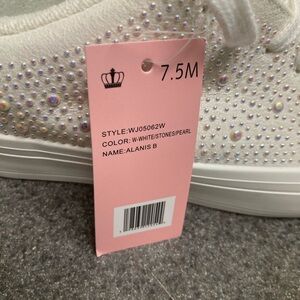 7.5M
STYLE:WJ05062W
COLOR: W-WHITE/STONES/PEARL
NAME:ALANIS B